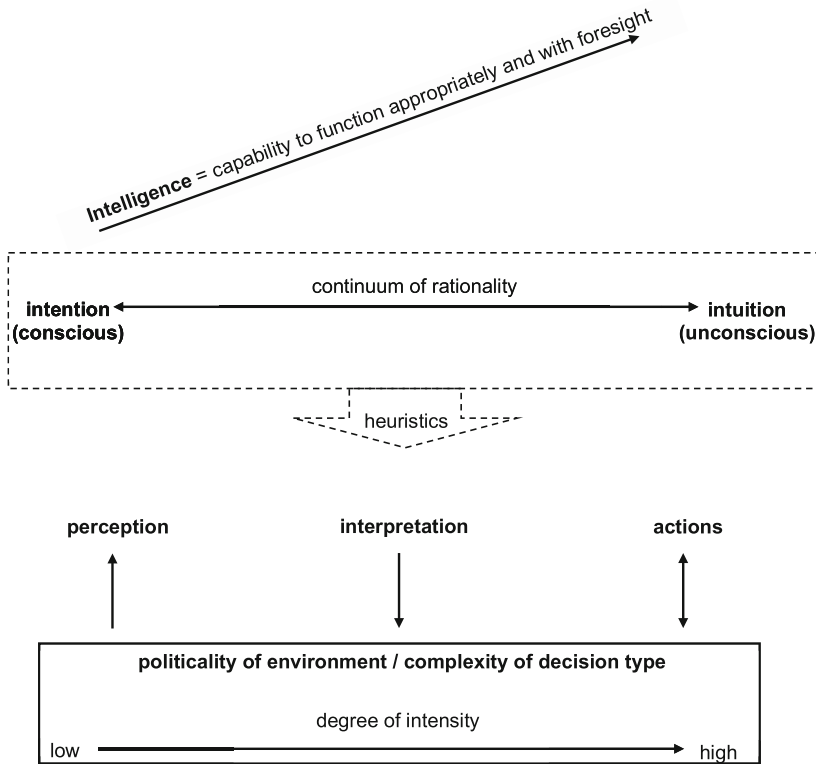 Intelligence = capability to function appropriately and with foresight
continuum of rationality
intention
(conscious)
intuition
(unconscious)
heuristics
perception
interpretation
actions
politicality of environment / complexity of decision type
degree of intensity
low
high